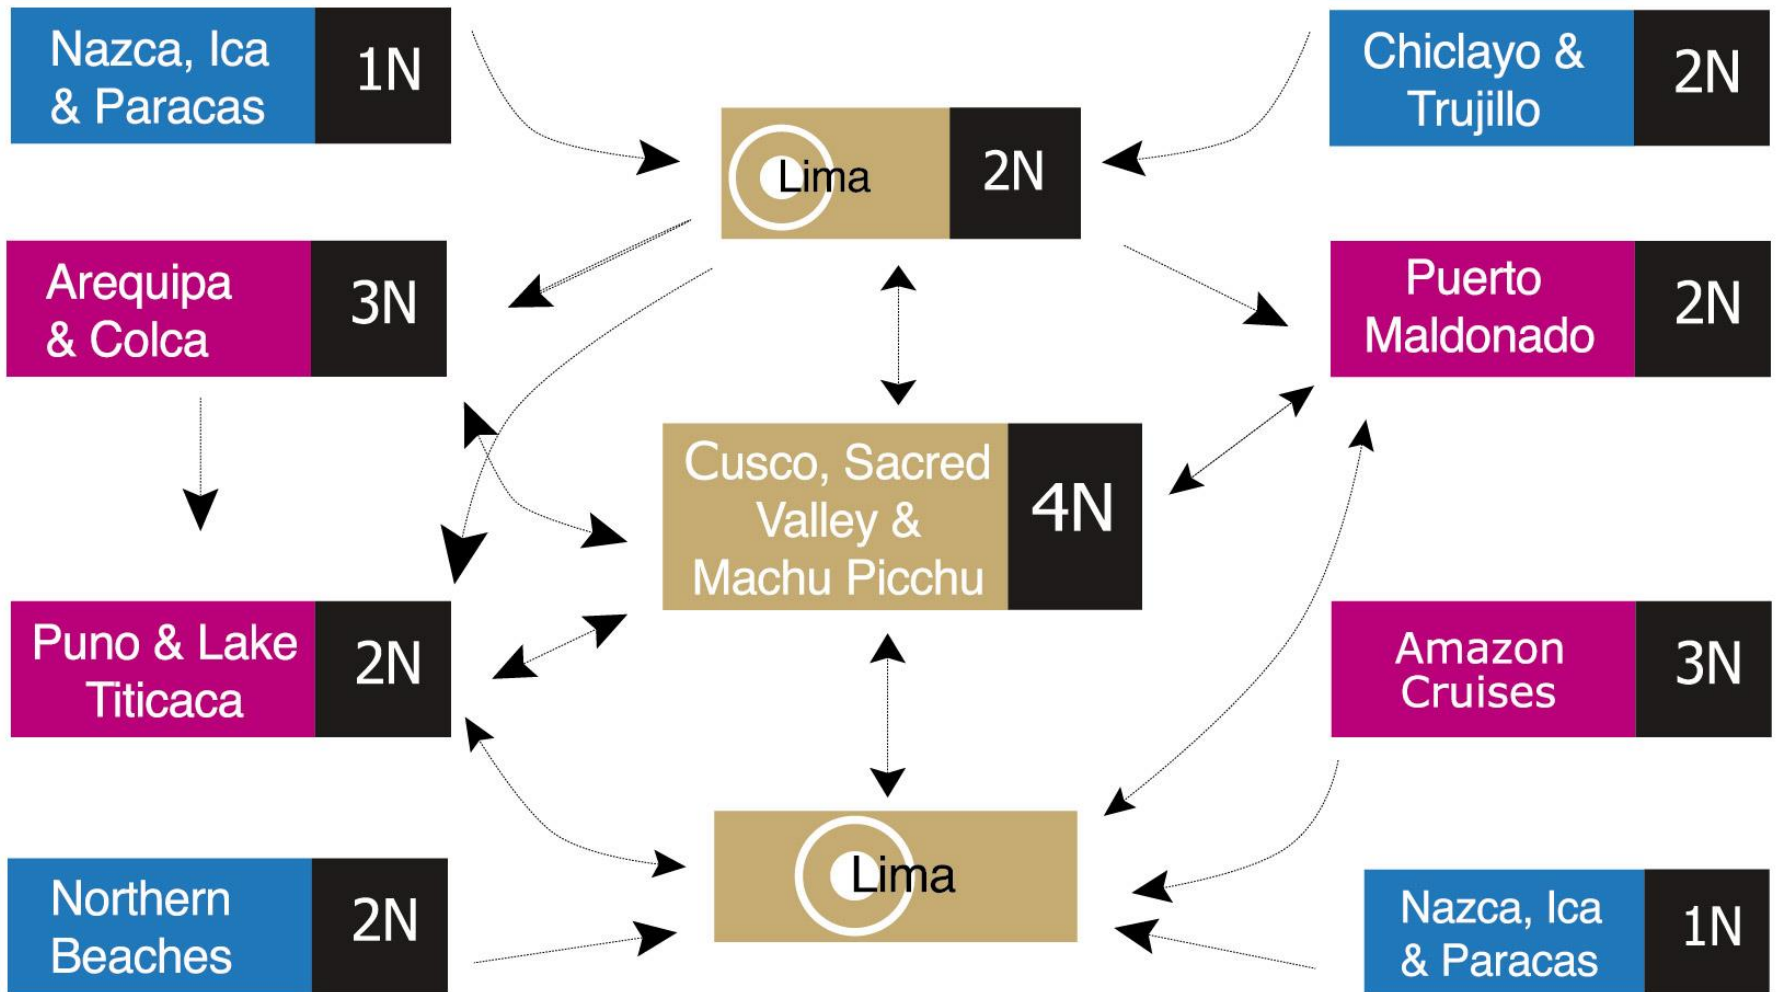 Nazca, Ica
& Paracas
1N
Lima
2N
Chiclayo &
Trujillo
2N
Arequipa
& Colca
3N
Puerto
Maldonado
2N
Cusco, Sacred
Valley &
Machu Picchu
4N
Puno & Lake
Titicaca
2N
Amazon
Cruises
3N
Northern
Beaches
2N
Lima
Nazca, Ica
& Paracas
1N